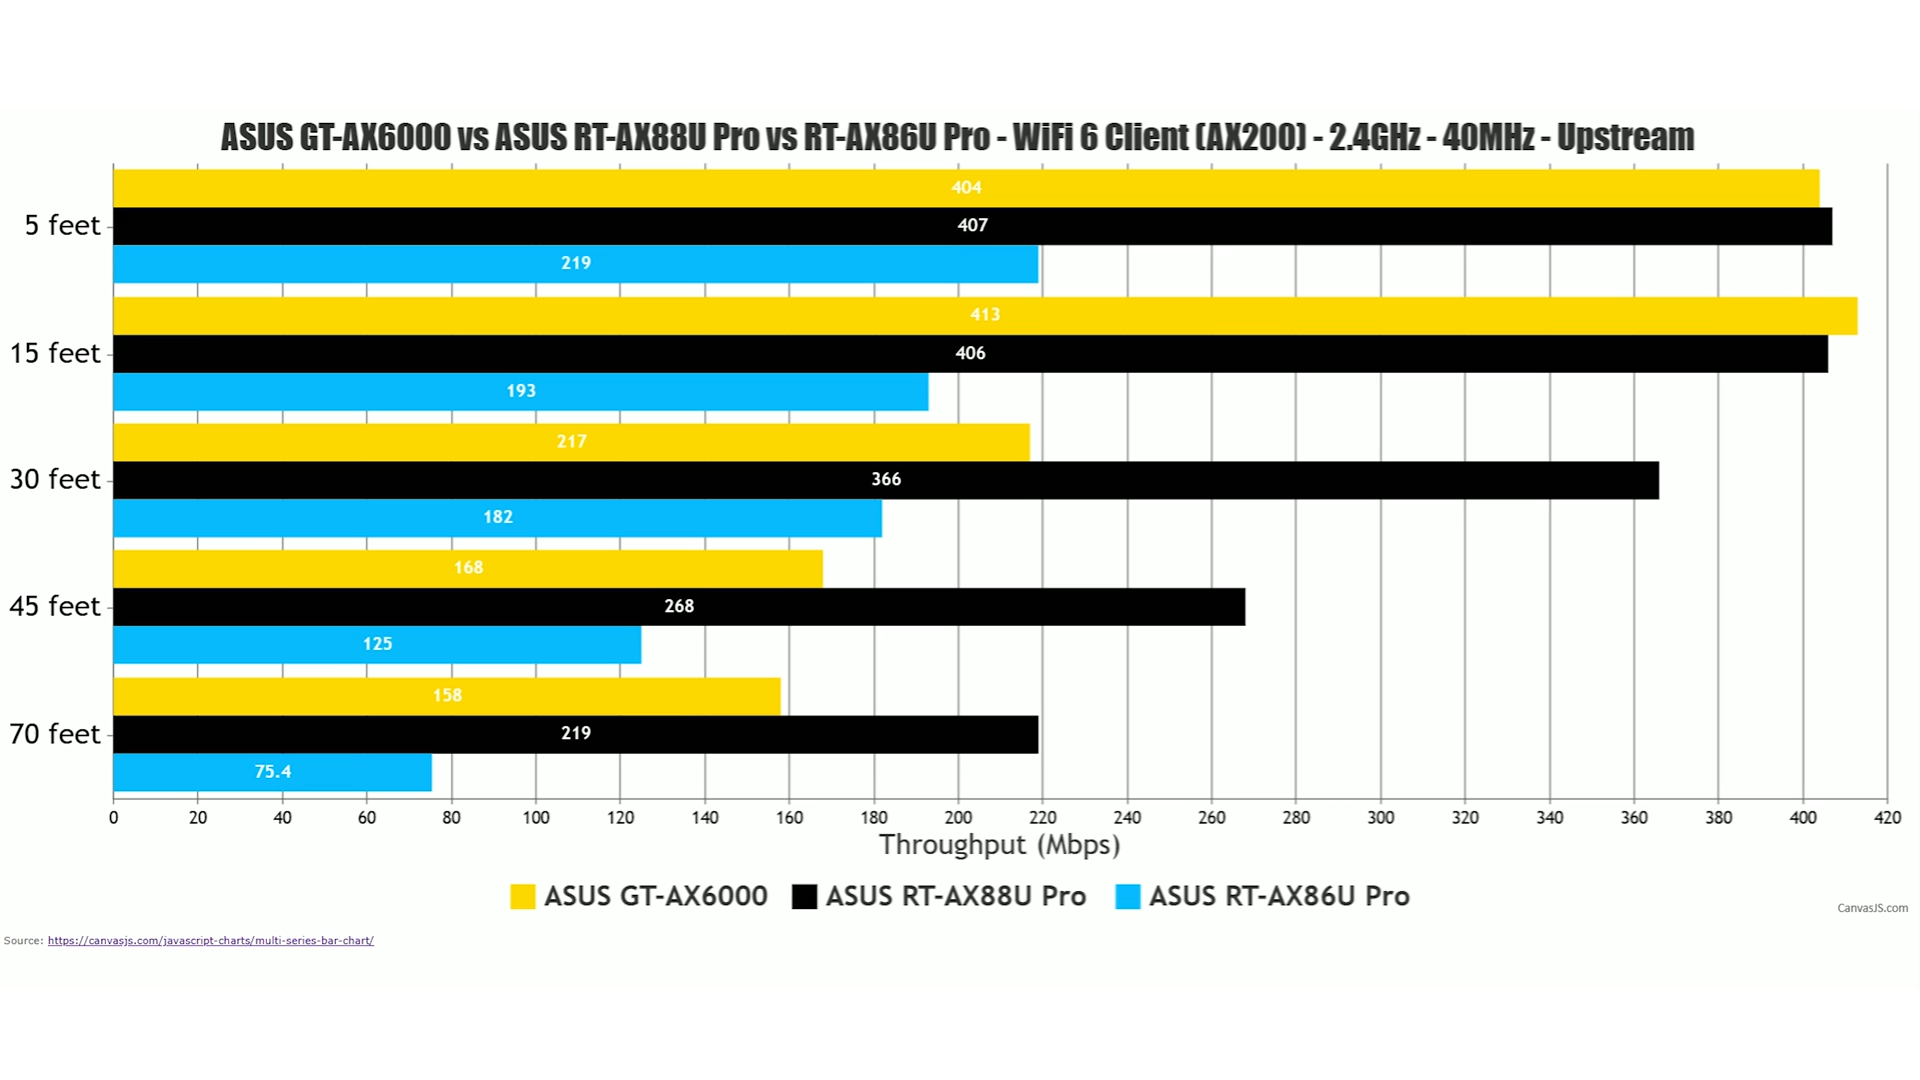 ASUS GT-AX6000 vs ASUS RT-AX88U Pro vs RT-AX86U Pro - WiFi 6 Client (AX200) - 2.4GHz - 40MHz - Upstream
404
5 feet
407
219
413
15 feet
406
193
217
30 feet
366
182
168
45 feet
268
125
158
70 feet
219
75.4
0 20 40 60 80 100 120 140 160 180 200 220 240 260 280 300 320 340 360 380 400 420
Throughput (Mbps)
ASUS GT-AX6000 ASUS RT-AX88U Pro ASUS RT-AX86U Pro
CanvasJS.com
Source: https://canvasjs.com/javascript-charts/multi-series-bar-chart/